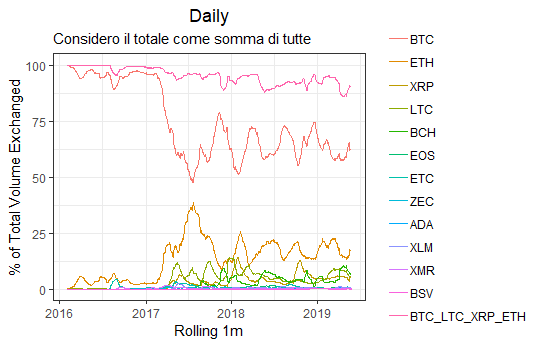 Daily
Considero il totale come somma di tutte
% of Total Volume Exchanged
100
75
50
25
0
2016
2017
2018
2019
Rolling 1m
BTC
ETH
XRP
LTC
BCH
EOS
ETC
ZEC
ADA
XLM
XMR
BSV
BTC_LTC_XRP_ETH